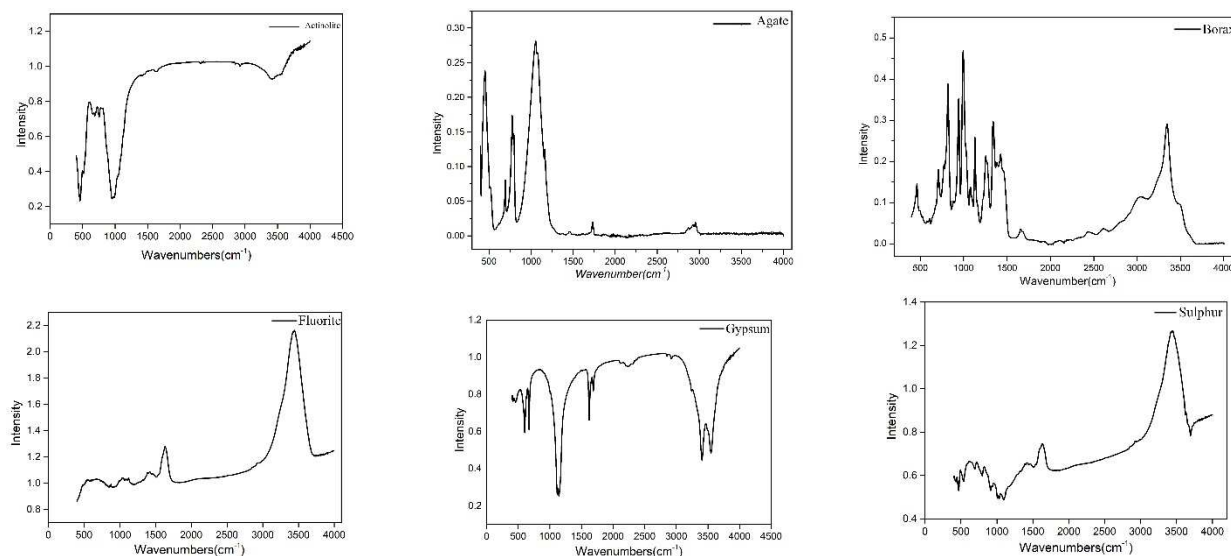 Actinolite
1.2
1.0
0.8
0.6
0.4
0.2
Intensity
0 500 1000 1500 2000 2500 3000 3500 4000 4500
Wavenumbers(cm⁻¹)
Agate
0.30
0.25
0.20
0.15
0.10
0.05
0.00
Intensity
500 1000 1500 2000 2500 3000 3500 4000
Wavenumber(cm⁻¹)
Borax
0.5
0.4
0.3
0.2
0.1
0.0
Intensity
500 1000 1500 2000 2500 3000 3500 4000
Wavenumber(cm⁻¹)
Fluorite
2.2
2.0
1.8
1.6
1.4
1.2
1.0
0.8
Intensity
0 500 1000 1500 2000 2500 3000 3500 4000
Wavenumbers(cm⁻¹)
Gypsum
1.2
1.0
0.8
0.6
0.4
0.2
Intensity
0 500 1000 1500 2000 2500 3000 3500 4000 4500
Wavenumbers(cm⁻¹)
Sulphur
1.4
1.2
1.0
0.8
0.6
0.4
Intensity
0 500 1000 1500 2000 2500 3000 3500 4000
Wavenumbers(cm⁻¹)